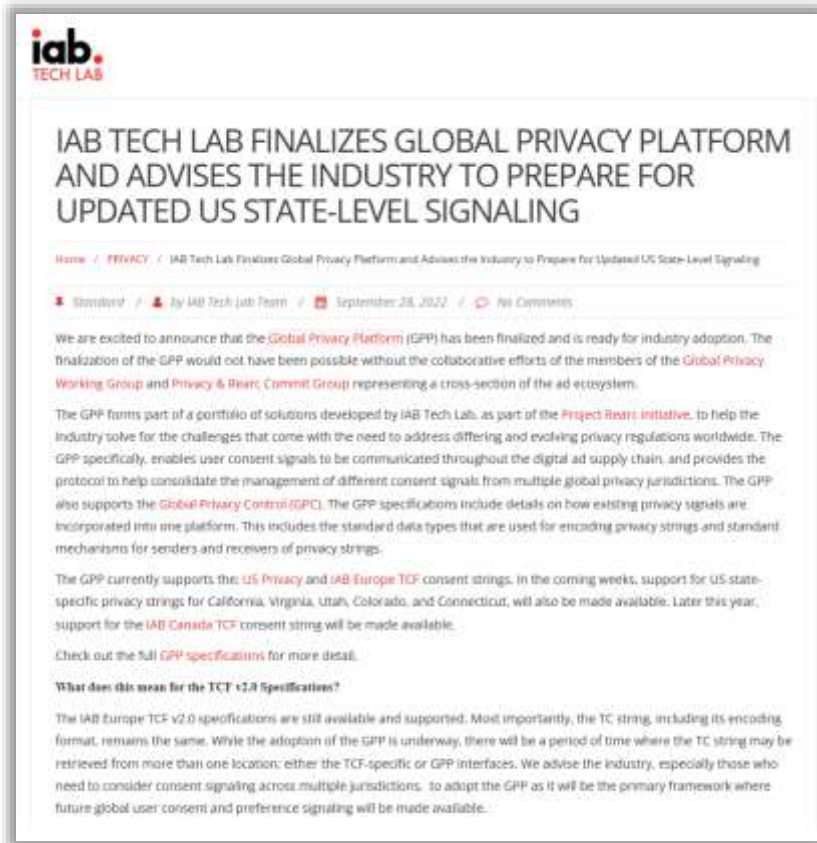 iab.
TECH LAB
IAB TECH LAB FINALIZES GLOBAL PRIVACY PLATFORM
AND ADVISES THE INDUSTRY TO PREPARE FOR
UPDATED US STATE-LEVEL SIGNALING
Home / PRIVACY / IAB Tech Lab Finalizes Global Privacy Platform and Advises the Industry to Prepare for Updated US State-Level Signaling
Standard / by IAB Tech Lab Team / September 28, 2022 / No Comments
We are excited to announce that the Global Privacy Platform (GPP) has been finalized and is ready for industry adoption. The
finalization of the GPP would not have been possible without the collaborative efforts of the members of the Global Privacy
Working Group and Privacy & Rearc Commit Group representing a cross-section of the ad ecosystem.
The GPP forms part of a portfolio of solutions developed by IAB Tech Lab, as part of the Project Rearc initiative, to help the
industry solve for the challenges that come with the need to address differing and evolving privacy regulations worldwide. The
GPP specifically, enables user consent signals to be communicated throughout the digital ad supply chain, and provides the
protocol to help consolidate the management of different consent signals from multiple global privacy jurisdictions. The GPP
also supports the Global Privacy Control (GPC). The GPP specifications include details on how existing privacy signals are
incorporated into one platform. This includes the standard data types that are used for encoding privacy strings and standard
mechanisms for senders and receivers of privacy strings.
The GPP currently supports the: US Privacy and IAB Europe TCF consent strings. In the coming weeks, support for US state-
specific privacy strings for California, Virginia, Utah, Colorado, and Connecticut, will also be made available. Later this year,
support for the IAB Canada TCF consent string will be made available.
Check out the full GPP specifications for more detail.
What does this mean for the TCF v2.0 Specifications?
The IAB Europe TCF v2.0 specifications are still available and supported. Most importantly, the TC string, including its encoding
format, remains the same. While the adoption of the GPP is underway, there will be a period of time where the TC string may be
retrieved from more than one location: either the TCF-specific or GPP interfaces. We advise the industry, especially those who
need to consider consent signaling across multiple jurisdictions, to adopt the GPP as it will be the primary framework where
future global user consent and preference signaling will be made available.